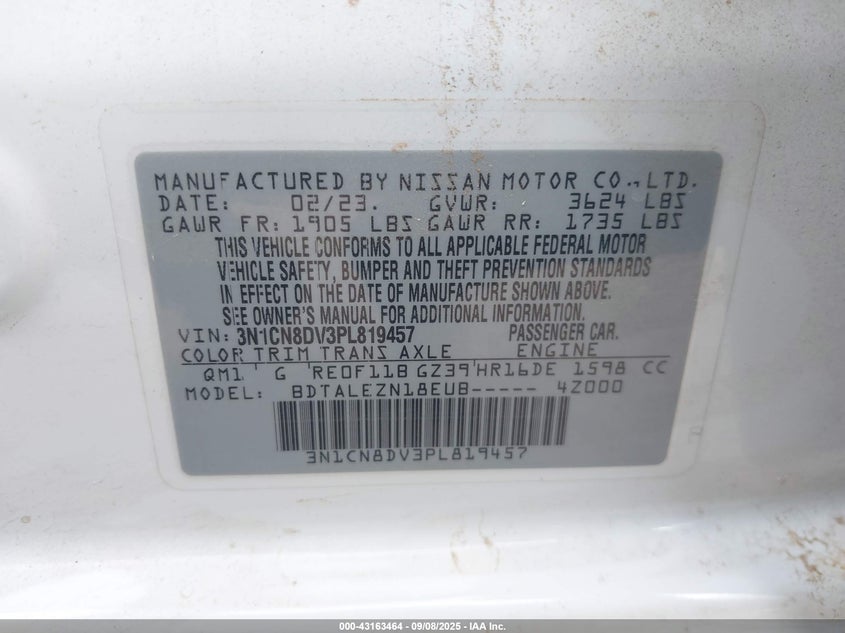 MANUFACTURED BY NISSAN MOTOR CO., LTD.
DATE: 02/23. GVWR: 3624 LBS
GAWR FR: 1905 LBS GAWR RR: 1735 LBS
THIS VEHICLE CONFORMS TO ALL APPLICABLE FEDERAL MOTOR
VEHICLE SAFETY, BUMPER AND THEFT PREVENTION STANDARDS
IN EFFECT ON THE DATE OF MANUFACTURE SHOWN ABOVE.
SEE OWNER'S MANUAL FOR ADDITIONAL INFORMATION.
VIN: 3N1CN8DV3PL819457 PASSENGER CAR.
COLOR TRIM TRANS AXLE ENGINE
QM1 G RE0F11B GZ39 HR16DE 1598 CC
MODEL: BDTALEZN18EUB----- 4Z000
3N1CN8DV3PL819457
000-43163464 - 09/08/2025 - IAA Inc.